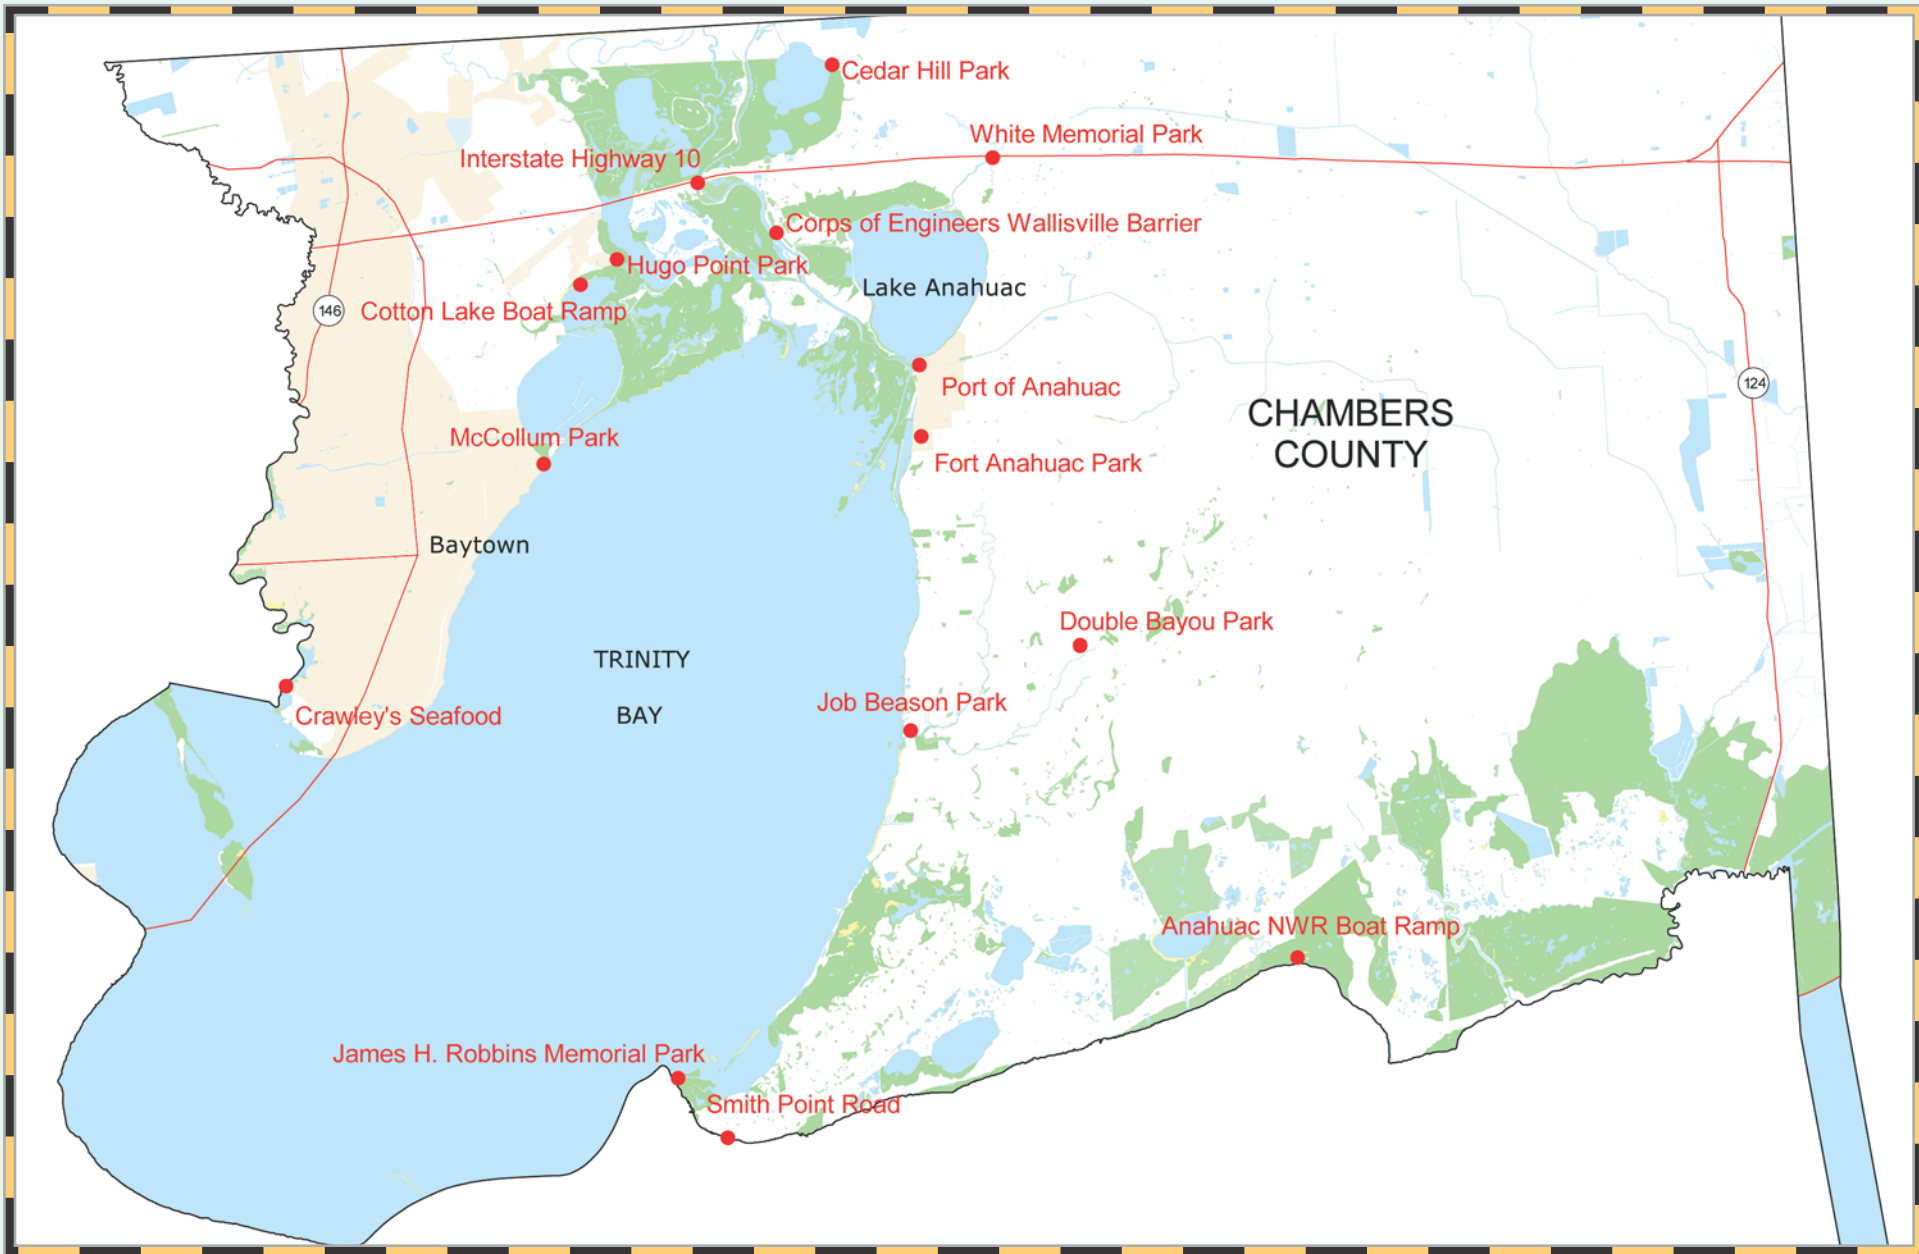 Cedar Hill Park
White Memorial Park
Interstate Highway 10
Corps of Engineers Wallisville Barrier
Hugo Point Park
Lake Anahuac
146
Cotton Lake Boat Ramp
Port of Anahuac
124
CHAMBERS
COUNTY
McCollum Park
Fort Anahuac Park
Baytown
Double Bayou Park
TRINITY
BAY
Job Beason Park
Crawley's Seafood
Anahuac NWR Boat Ramp
James H. Robbins Memorial Park
Smith Point Road